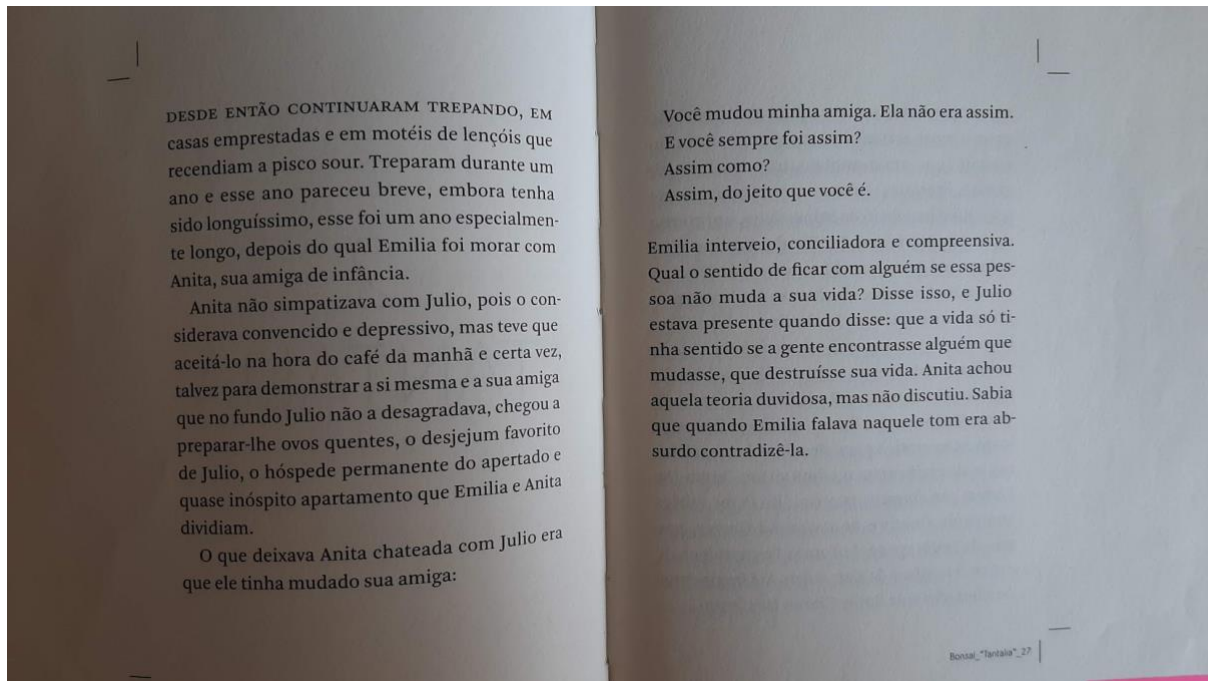 DESDE ENTÃO CONTINUARAM TREPANDO, EM
casas emprestadas e em motéis de lençóis que
recendiam a pisco sour. Treparam durante um
ano e esse ano pareceu breve, embora tenha
sido longuíssimo, esse foi um ano especialmen-
te longo, depois do qual Emilia foi morar com
Anita, sua amiga de infância.
Anita não simpatizava com Julio, pois o con-
siderava convencido e depressivo, mas teve que
aceitá-lo na hora do café da manhã e certa vez,
talvez para demonstrar a si mesma e a sua amiga
que no fundo Julio não a desagradava, chegou a
preparar-lhe ovos quentes, o desjejum favorito
de Julio, o hóspede permanente do apertado e
quase inóspito apartamento que Emilia e Anita
dividiam.
O que deixava Anita chateada com Julio era
que ele tinha mudado sua amiga:
Você mudou minha amiga. Ela não era assim.
E você sempre foi assim?
Assim como?
Assim, do jeito que você é.
Emilia interveio, conciliadora e compreensiva.
Qual o sentido de ficar com alguém se essa pes-
soa não muda a sua vida? Disse isso, e Julio
estava presente quando disse: que a vida só ti-
nha sentido se a gente encontrasse alguém que
mudasse, que destruísse sua vida. Anita achou
aquela teoria duvidosa, mas não discutiu. Sabia
que quando Emilia falava naquele tom era ab-
surdo contradizê-la.
Bonsai_"Tantalia"_27